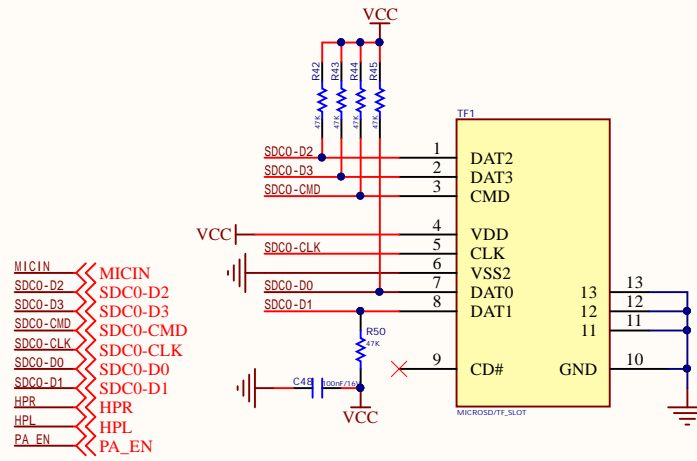 VCC
R42
R43
R44
R45
47K
47K
47K
47K
TF1
SDC0-D2 1 DAT2
SDC0-D3 2 DAT3
SDC0-CMD 3 CMD
VCC 4 VDD
SDC0-CLK 5 CLK
6 VSS2
SDC0-D0 7 DAT0 13 13
SDC0-D1 8 DAT1 12 12
11 11
R50
47K
9 CD# GND 10
C48 100nF/16V
VCC
MICROSD/TF_SLOT
MICIN MICIN
SDC0-D2 SDC0-D2
SDC0-D3 SDC0-D3
SDC0-CMD SDC0-CMD
SDC0-CLK SDC0-CLK
SDC0-D0 SDC0-D0
SDC0-D1 SDC0-D1
HPR HPR
HPL HPL
PA_EN PA_EN